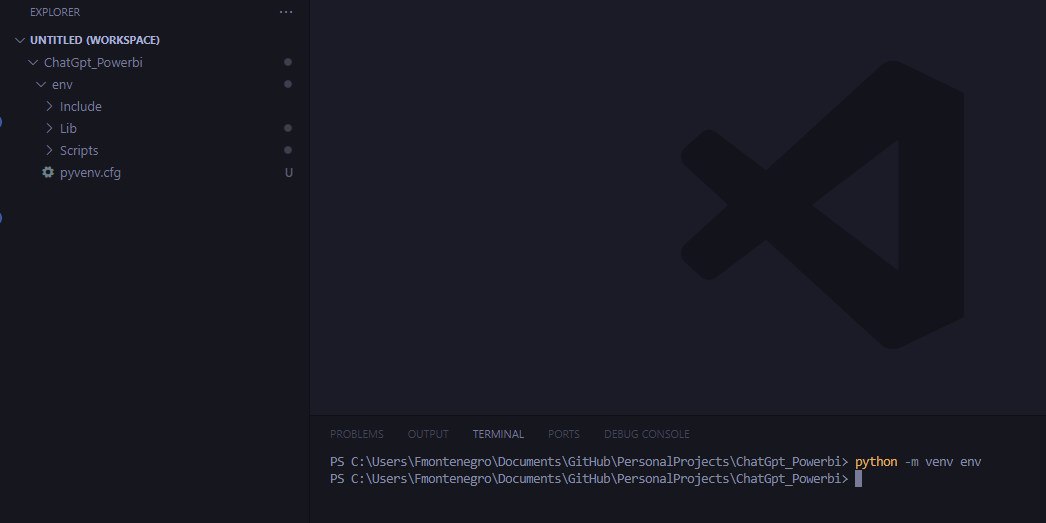 EXPLORER
UNTITLED (WORKSPACE)
ChatGpt_Powerbi
env
Include
Lib
Scripts
pyvenv.cfg U
PROBLEMS OUTPUT TERMINAL PORTS DEBUG CONSOLE
PS C:\Users\Fmontenegro\Documents\GitHub\PersonalProjects\ChatGpt_Powerbi> python -m venv env
PS C:\Users\Fmontenegro\Documents\GitHub\PersonalProjects\ChatGpt_Powerbi>